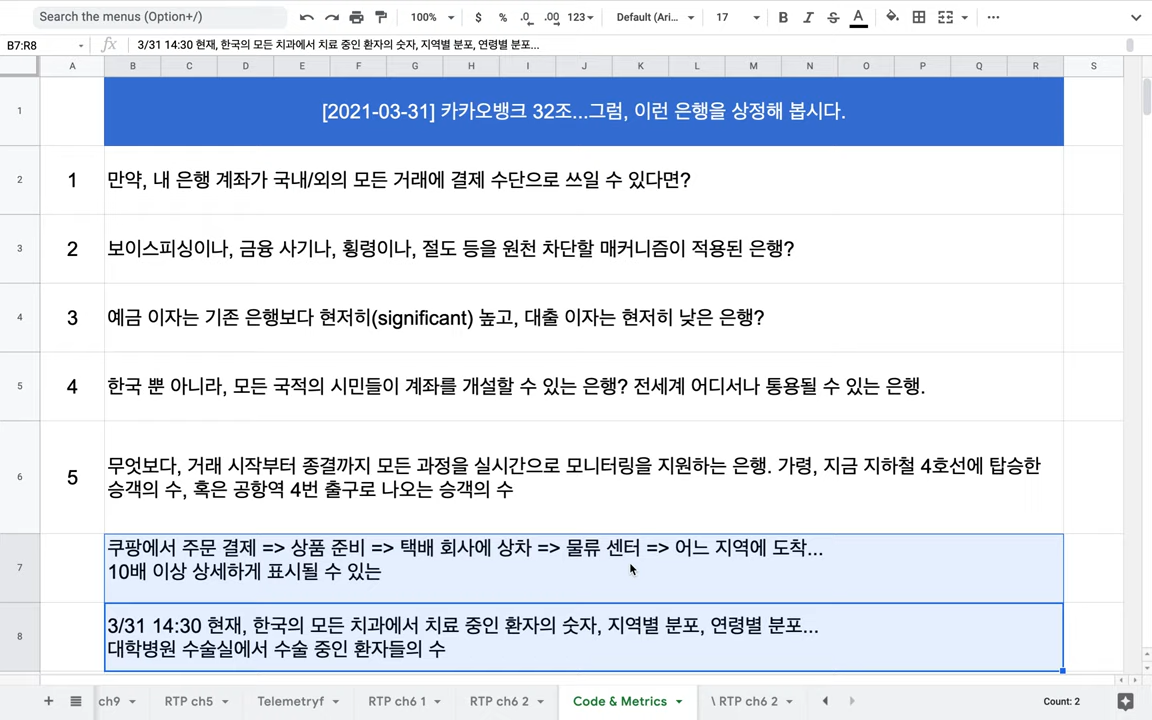 Search the menus (Option+/)
100%
$ % .0 .00 123
Default (Ari...
17
B I S A
B7:R8
fx 3/31 14:30 현재, 한국의 모든 치과에서 치료 중인 환자의 숫자, 지역별 분포, 연령별 분포...
A B C D E F G H I J K L M N O P Q R S
1 [2021-03-31] 카카오뱅크 32조...그럼, 이런 은행을 상정해 봅시다.
2 1 만약, 내 은행 계좌가 국내/외의 모든 거래에 결제 수단으로 쓰일 수 있다면?
3 2 보이스피싱이나, 금융 사기나, 횡령이나, 절도 등을 원천 차단할 매커니즘이 적용된 은행?
4 3 예금 이자는 기존 은행보다 현저히(significant) 높고, 대출 이자는 현저히 낮은 은행?
5 4 한국 뿐 아니라, 모든 국적의 시민들이 계좌를 개설할 수 있는 은행? 전세계 어디서나 통용될 수 있는 은행.
6 5 무엇보다, 거래 시작부터 종결까지 모든 과정을 실시간으로 모니터링을 지원하는 은행. 가령, 지금 지하철 4호선에 탑승한
승객의 수, 혹은 공항역 4번 출구로 나오는 승객의 수
7 쿠팡에서 주문 결제 => 상품 준비 => 택배 회사에 상차 => 물류 센터 => 어느 지역에 도착...
10배 이상 상세하게 표시될 수 있는
8 3/31 14:30 현재, 한국의 모든 치과에서 치료 중인 환자의 숫자, 지역별 분포, 연령별 분포...
대학병원 수술실에서 수술 중인 환자들의 수
ch9
RTP ch5
Telemetryf
RTP ch6 1
RTP ch6 2
Code & Metrics
\ RTP ch6 2
Count: 2